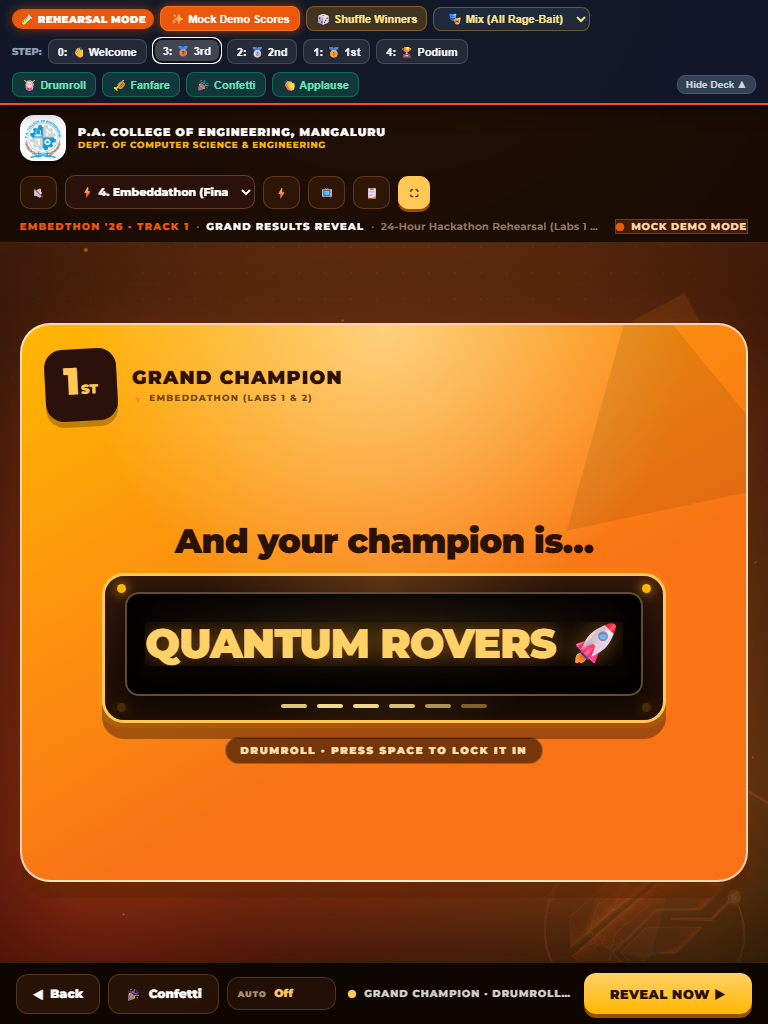 🧪 REHEARSAL MODE
✨ Mock Demo Scores
🎲 Shuffle Winners
🎭 Mix (All Rage-Bait)
STEP:
0: 👋 Welcome
3: 🥉 3rd
2: 🥈 2nd
1: 🥇 1st
4: 🏆 Podium
🥁 Drumroll
🎺 Fanfare
🎉 Confetti
👏 Applause
Hide Deck ▲
P.A. COLLEGE OF ENGINEERING, MANGALURU
DEPT. OF COMPUTER SCIENCE & ENGINEERING
⚡ 4. Embeddathon (Fina
EMBEDTHON '26 • TRACK 1 · GRAND RESULTS REVEAL · 24-Hour Hackathon Rehearsal (Labs 1 ...
MOCK DEMO MODE
1ST
GRAND CHAMPION
⚡ EMBEDDATHON (LABS 1 & 2)
And your champion is...
QUANTUM ROVERS 🚀
DRUMROLL • PRESS SPACE TO LOCK IT IN
◀ Back
🎉 Confetti
AUTO Off
GRAND CHAMPION • DRUMROLL...
REVEAL NOW ▶